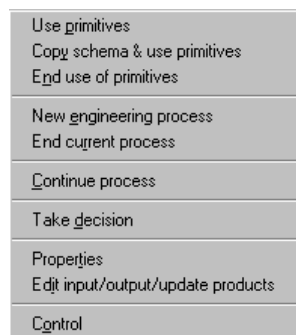 Use primitives
Copy schema & use primitives
End use of primitives
New engineering process
End current process
Continue process
Take decision
Properties
Edit input/output/update products
Control